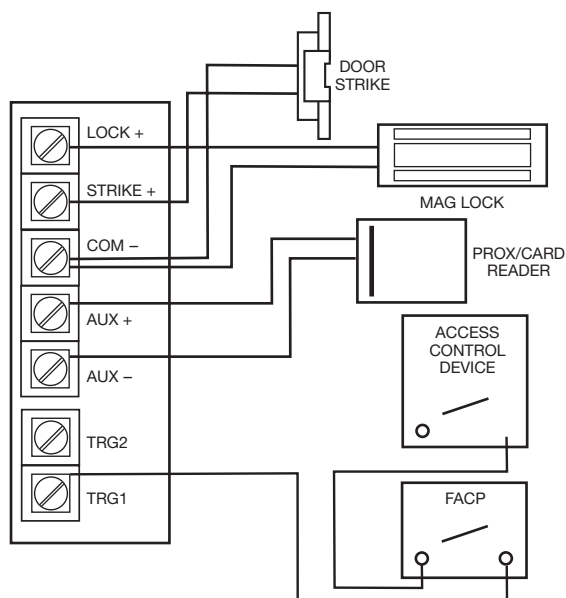 DOOR
STRIKE
LOCK +
STRIKE +
MAG LOCK
COM –
PROX/CARD
READER
AUX +
ACCESS
CONTROL
DEVICE
AUX –
TRG2
TRG1
FACP